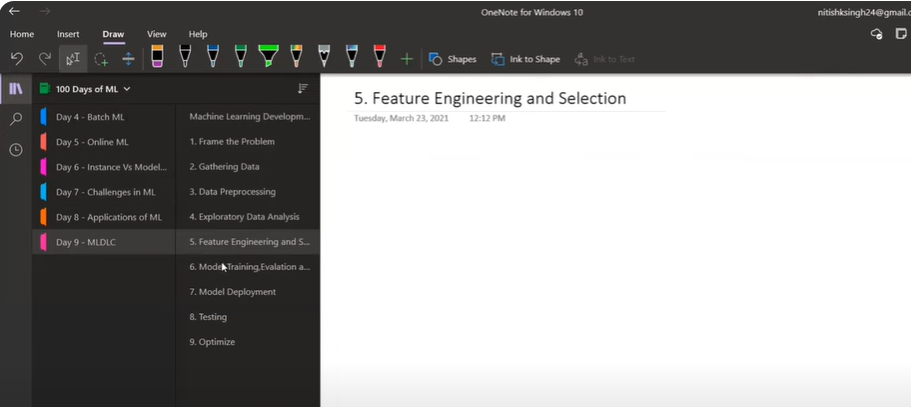 OneNote for Windows 10
nitishksingh24@gmail.c
Home Insert Draw View Help
Shapes Ink to Shape Ink to Text
100 Days of ML
Day 4 - Batch ML
Day 5 - Online ML
Day 6 - Instance Vs Model...
Day 7 - Challenges in ML
Day 8 - Applications of ML
Day 9 - MLDLC
Machine Learning Developm...
1. Frame the Problem
2. Gathering Data
3. Data Preprocessing
4. Exploratory Data Analysis
5. Feature Engineering and S...
6. Model Training,Evalation a...
7. Model Deployment
8. Testing
9. Optimize
5. Feature Engineering and Selection
Tuesday, March 23, 2021 12:12 PM